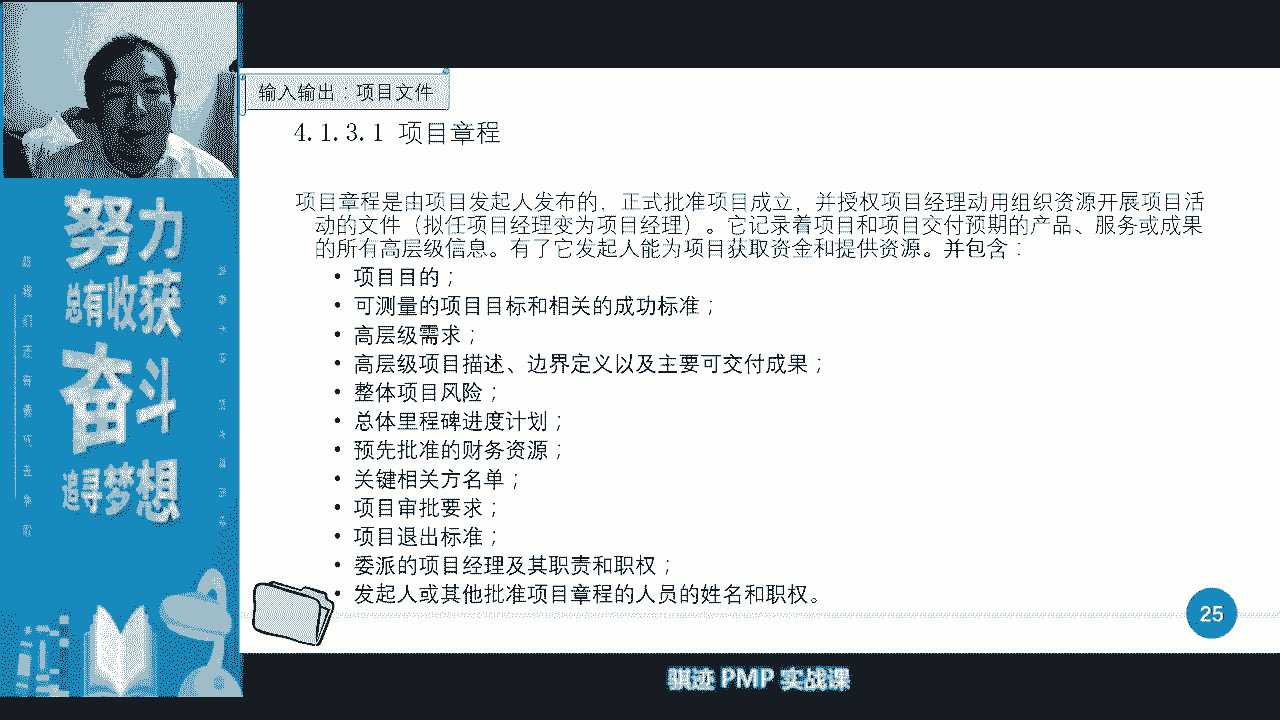 输入输出：项目文件
4.1.3.1 项目章程
项目章程是由项目发起人发布的，正式批准项目成立，并授权项目经理动用组织资源开展项目活
动的文件（拟任项目经理变为项目经理）。它记录着项目和项目交付预期的产品、服务或成果
的所有高层级信息。有了它发起人能为项目获取资金和提供资源。并包含：
• 项目目的；
• 可测量的项目目标和相关的成功标准；
• 高层级需求；
• 高层级项目描述、边界定义以及主要可交付成果；
• 整体项目风险；
• 总体里程碑进度计划；
• 预先批准的财务资源；
• 关键相关方名单；
• 项目审批要求；
• 项目退出标准；
• 委派的项目经理及其职责和职权；
• 发起人或其他批准项目章程的人员的姓名和职权。
25
努力
总有收获
奋斗
追寻梦想
骐迹 PMP 实战课